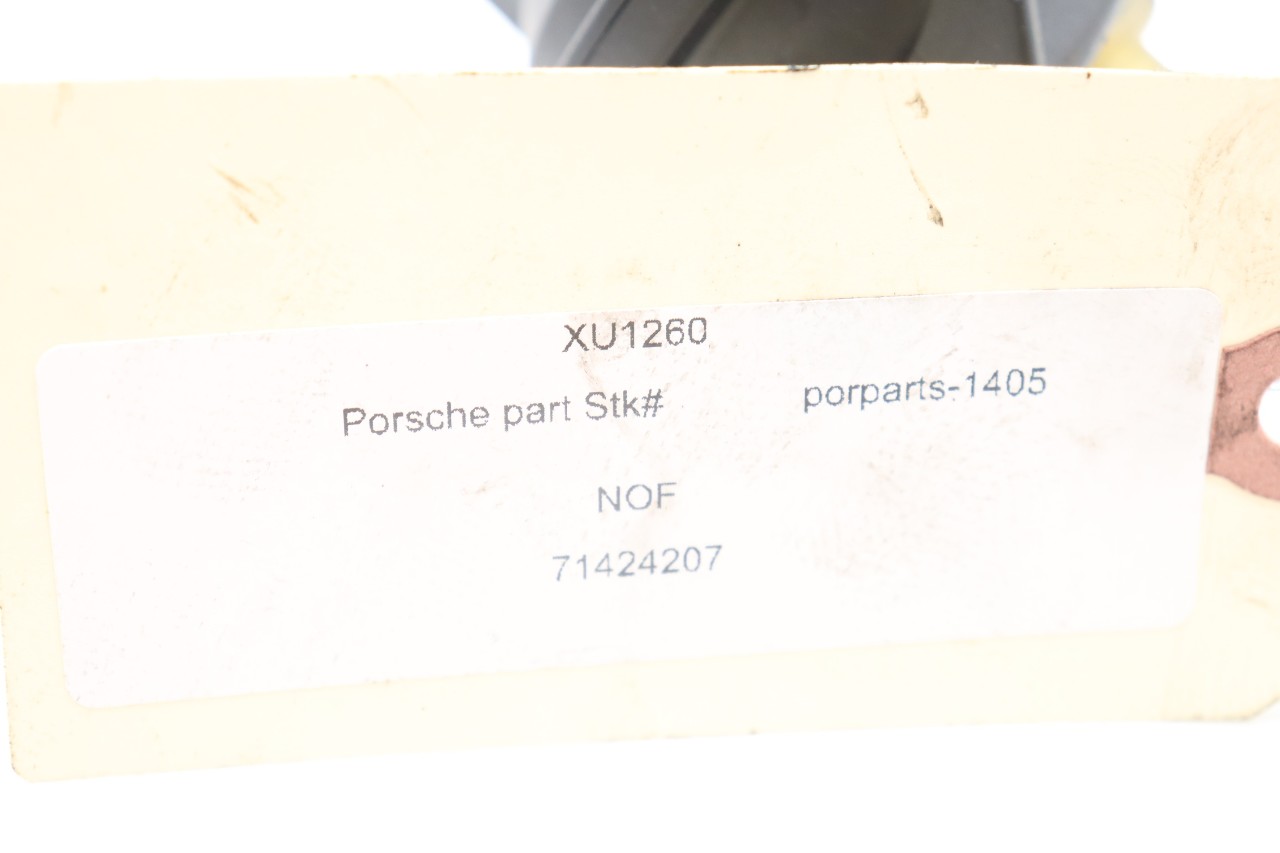 XU1260
Porsche part Stk# porparts-1405
NOF
71424207